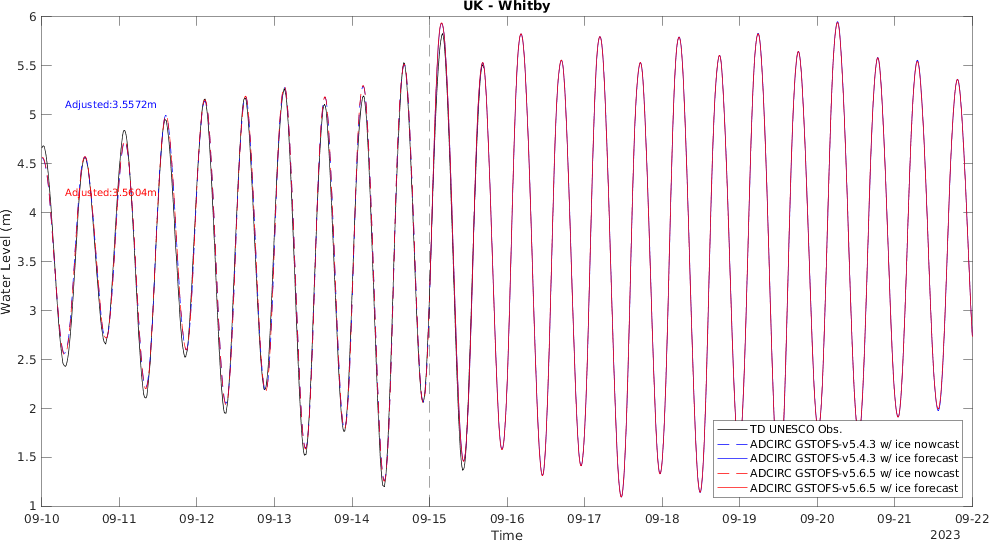 UK - Whitby
6
5.5
5
4.5
4
3.5
3
2.5
2
1.5
1
Water Level (m)
Adjusted:3.5572m
Adjusted:3.5604m
TD UNESCO Obs.
ADCIRC GSTOFS-v5.4.3 w/ ice nowcast
ADCIRC GSTOFS-v5.4.3 w/ ice forecast
ADCIRC GSTOFS-v5.6.5 w/ ice nowcast
ADCIRC GSTOFS-v5.6.5 w/ ice forecast
09-10 09-11 09-12 09-13 09-14 09-15 09-16 09-17 09-18 09-19 09-20 09-21 09-22
Time
2023